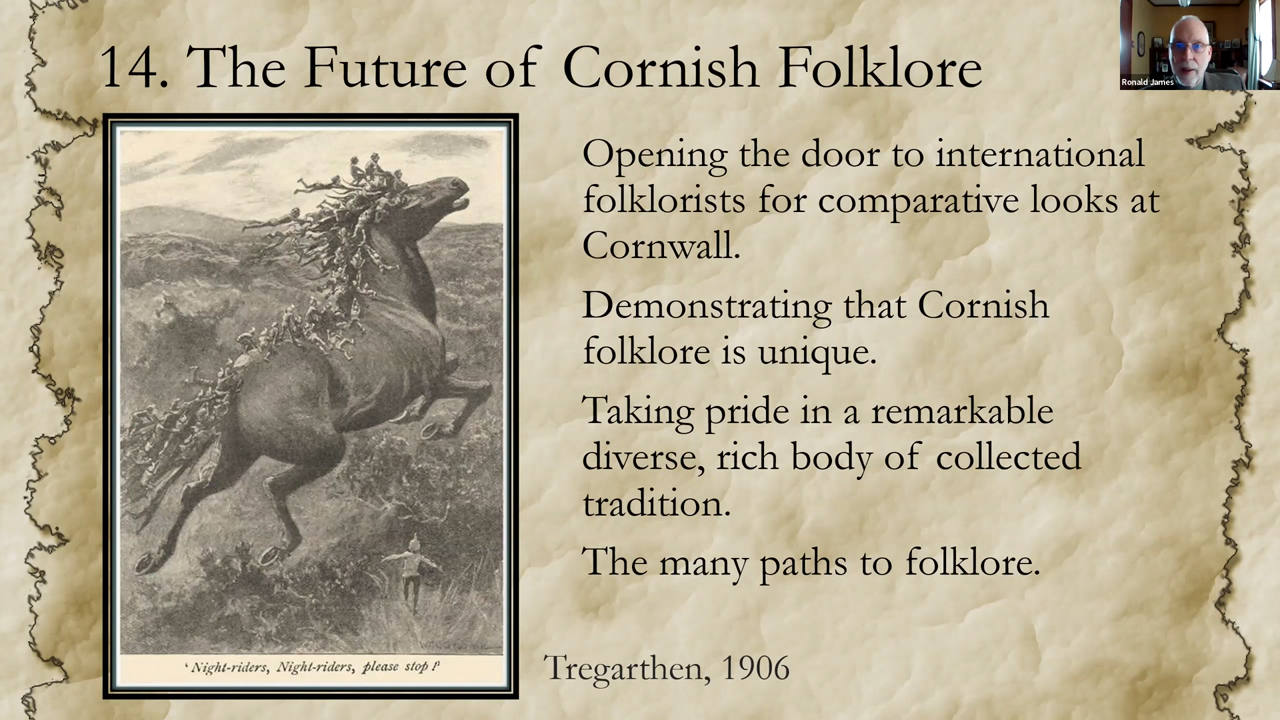 14. The Future of Cornish Folklore
Ronald James
Opening the door to international
folklorists for comparative looks at
Cornwall.
Demonstrating that Cornish
folklore is unique.
Taking pride in a remarkable
diverse, rich body of collected
tradition.
The many paths to folklore.
'Night-riders, Night-riders, please stop!'
Tregarthen, 1906